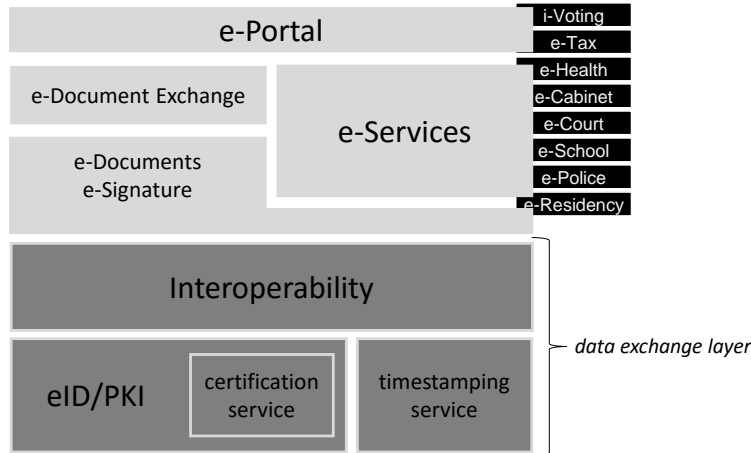 e-Portal
i-Voting
e-Tax
e-Health
e-Cabinet
e-Court
e-School
e-Police
e-Residency
e-Document Exchange
e-Services
e-Documents
e-Signature
Interoperability
data exchange layer
eID/PKI
certification
service
timestamping
service